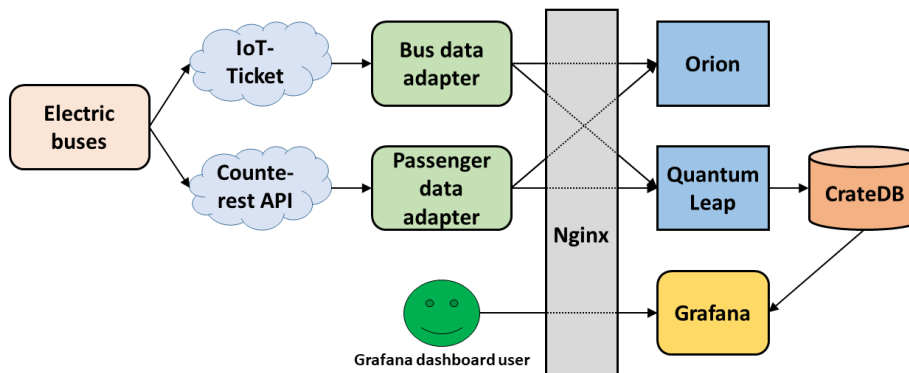 Electric
buses
IoT-
Ticket
Counte-
rest API
Bus data
adapter
Passenger
data
adapter
Nginx
Orion
Quantum
Leap
CrateDB
Grafana
Grafana dashboard user